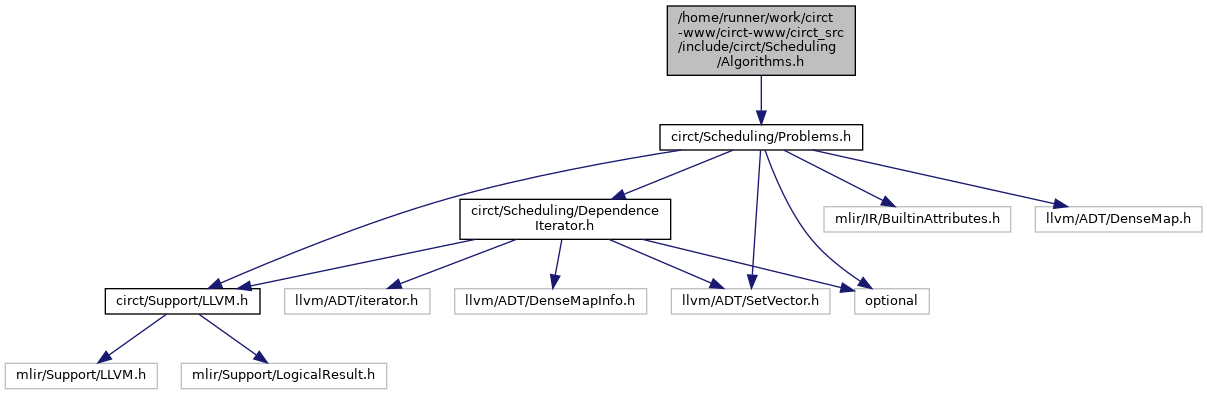 /home/runner/work/circt
-www/circt-www/circt_src
/include/circt/Scheduling
/Algorithms.h
circt/Scheduling/Problems.h
circt/Scheduling/Dependence
Iterator.h
mlir/IR/BuiltinAttributes.h
llvm/ADT/DenseMap.h
circt/Support/LLVM.h
llvm/ADT/iterator.h
llvm/ADT/DenseMapInfo.h
llvm/ADT/SetVector.h
optional
mlir/Support/LLVM.h
mlir/Support/LogicalResult.h